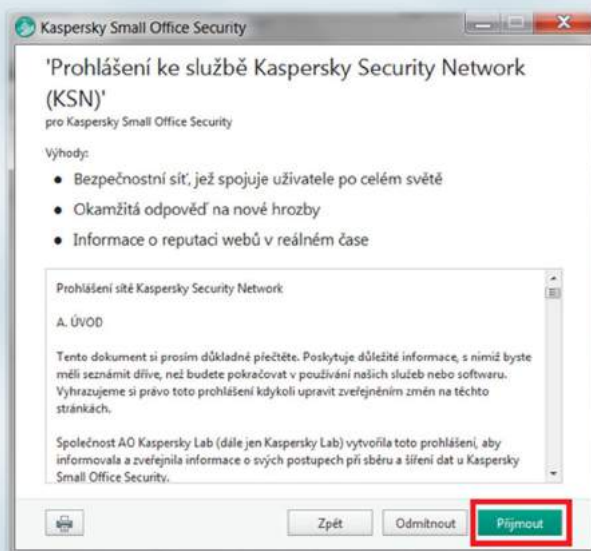 Kaspersky Small Office Security
'Prohlášení ke službě Kaspersky Security Network
(KSN)'
pro Kaspersky Small Office Security
Výhody:
• Bezpečnostní síť, jež spojuje uživatele po celém světě
• Okamžitá odpověď na nové hrozby
• Informace o reputaci webů v reálném čase
Prohlášení sítě Kaspersky Security Network
A. ÚVOD
Tento dokument si prosím důkladně přečtěte. Poskytuje důležité informace, s nimiž byste
měli seznámit dříve, než budete pokračovat v používání našich služeb nebo softwaru.
Vyhrazujeme si právo toto prohlášení kdykoli upravit zveřejněním změn na těchto
stránkách.
Společnost AO Kaspersky Lab (dále jen Kaspersky Lab) vytvořila toto prohlášení, aby
informovala a zveřejnila informace o svých postupech při sběru a šíření dat u Kaspersky
Small Office Security.
Zpět
Odmítnout
Přijmout